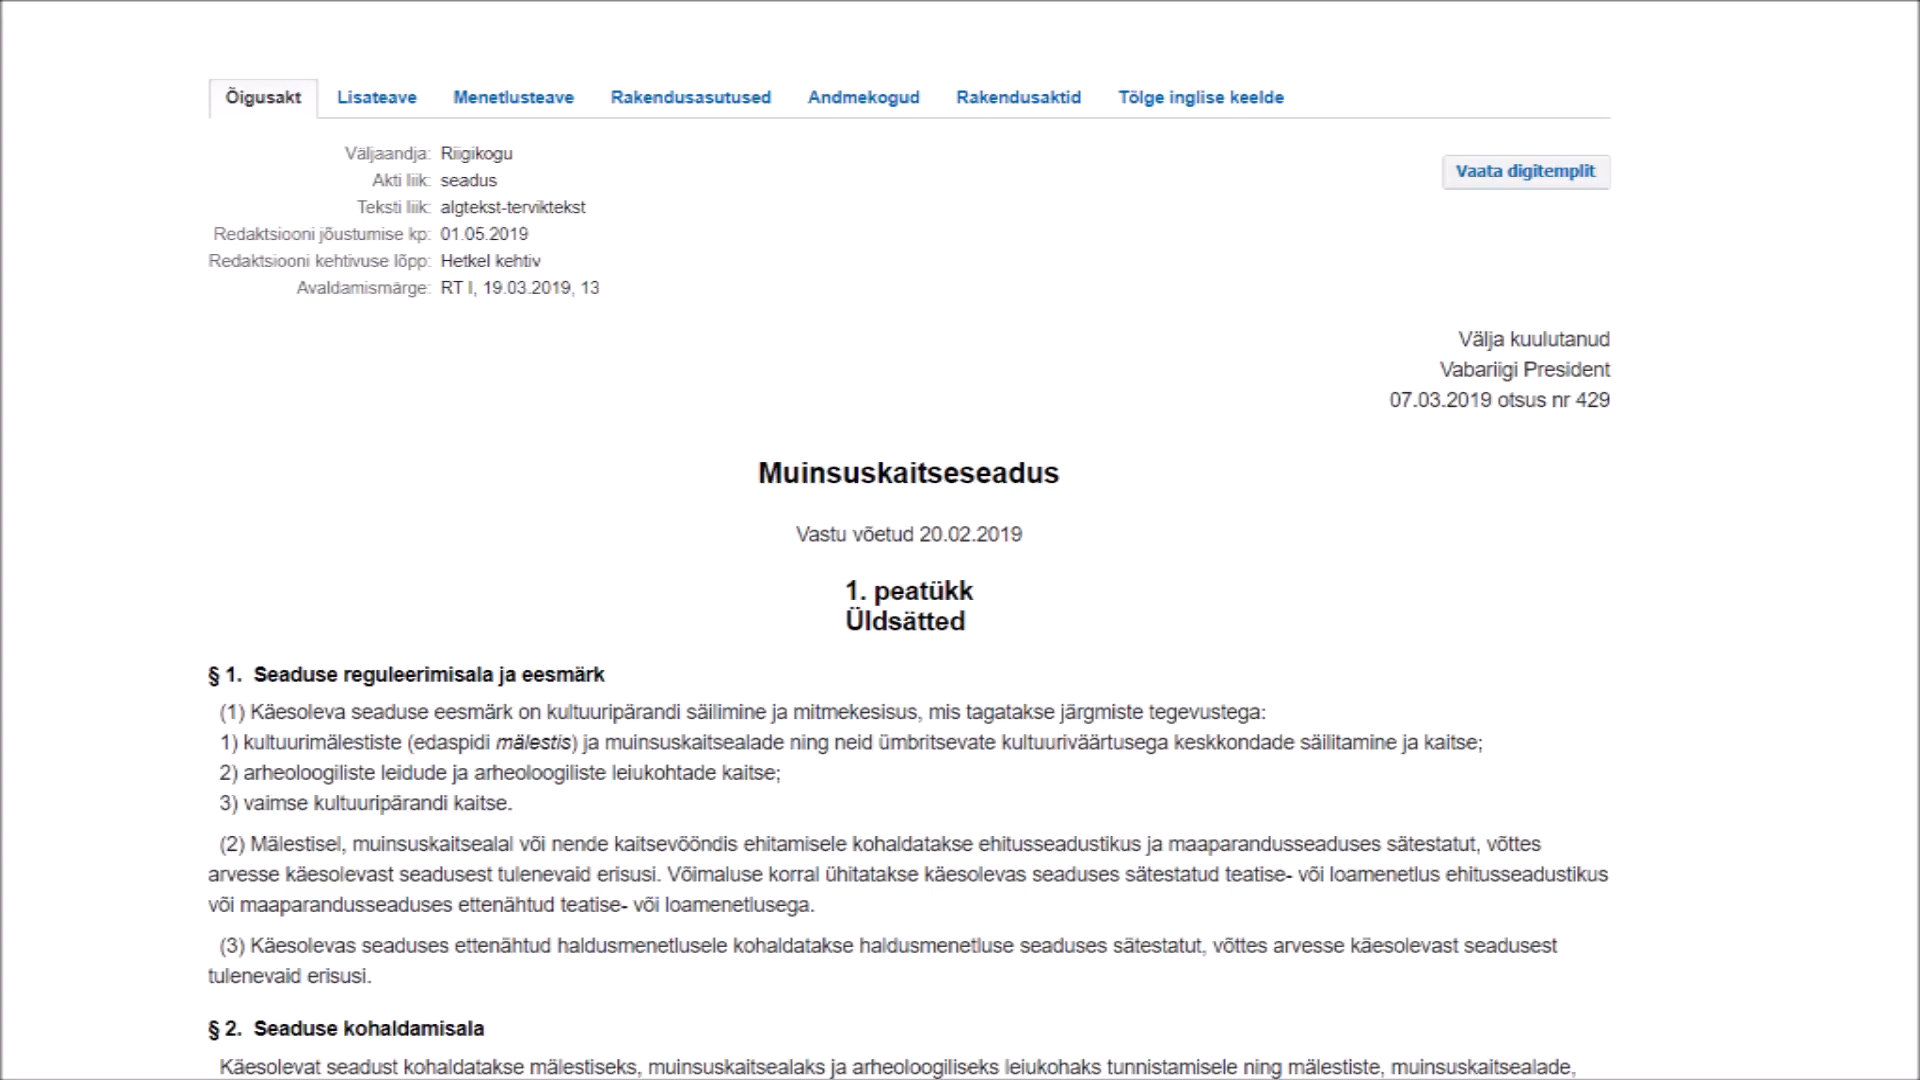 Õigusakt Lisateave Menetlusteave Rakendusasutused Andmekogud Rakendusaktid Tõlge inglise keelde
Väljaandja: Riigikogu
Vaata digitemplit
Akti liik: seadus
Teksti liik: algtekst-terviktekst
Redaktsiooni jõustumise kp: 01.05.2019
Redaktsiooni kehtivuse lõpp: Hetkel kehtiv
Avaldamismärge: RT I, 19.03.2019, 13
Välja kuulutanud
Vabariigi President
07.03.2019 otsus nr 429
Muinsuskaitseseadus
Vastu võetud 20.02.2019
1. peatükk
Üldsätted
§ 1. Seaduse reguleerimisala ja eesmärk
(1) Käesoleva seaduse eesmärk on kultuuripärandi säilimine ja mitmekesisus, mis tagatakse järgmiste tegevustega:
1) kultuurimälestiste (edaspidi mälestis) ja muinsuskaitsealade ning neid ümbritsevate kultuuriväärtusega keskkondade säilitamine ja kaitse;
2) arheoloogiliste leidude ja arheoloogiliste leiukohtade kaitse;
3) vaimse kultuuripärandi kaitse.
(2) Mälestisel, muinsuskaitsealal või nende kaitsevööndis ehitamisele kohaldatakse ehitusseadustikus ja maaparandusseaduses sätestatut, võttes
arvesse käesolevast seadusest tulenevaid erisusi. Võimaluse korral ühitatakse käesolevas seaduses sätestatud teatise- või loamenetlus ehitusseadustikus
või maaparandusseaduses ettenähtud teatise- või loamenetlusega.
(3) Käesolevas seaduses ettenähtud haldusmenetlusele kohaldatakse haldusmenetluse seaduses sätestatut, võttes arvesse käesolevast seadusest
tulenevaid erisusi.
§ 2. Seaduse kohaldamisala
Käesolevat seadust kohaldatakse mälestiseks, muinsuskaitsealaks ja arheoloogiliseks leiukohaks tunnistamisele ning mälestiste, muinsuskaitsealade,